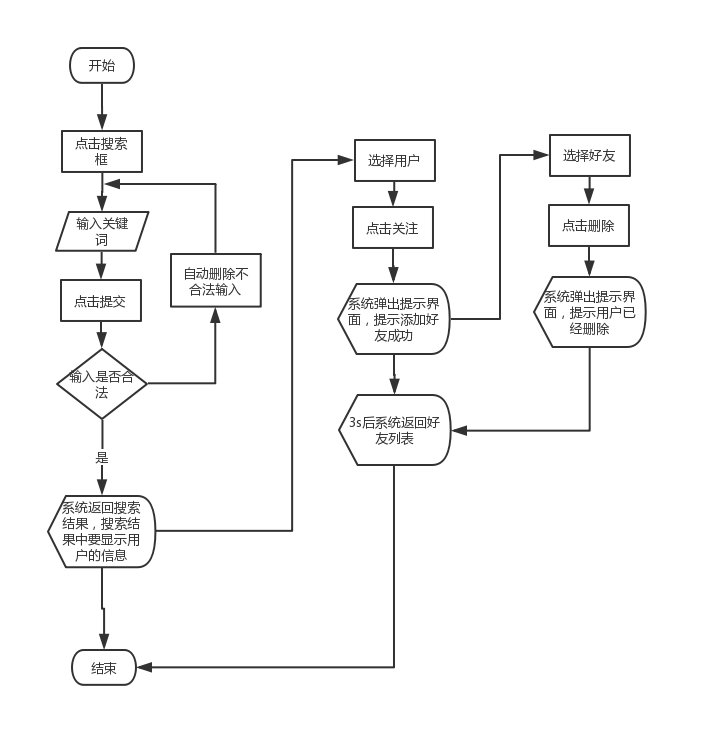 开始
点击搜索
框
输入关键
词
点击提交
自动删除不
合法输入
输入是否合
法
是
系统返回搜索
结果，搜索结
果中要显示用
户的信息
结束
选择用户
点击关注
系统弹出提示界
面，提示添加好
友成功
3s后系统返回好
友列表
选择好友
点击删除
系统弹出提示界
面，提示用户已
经删除